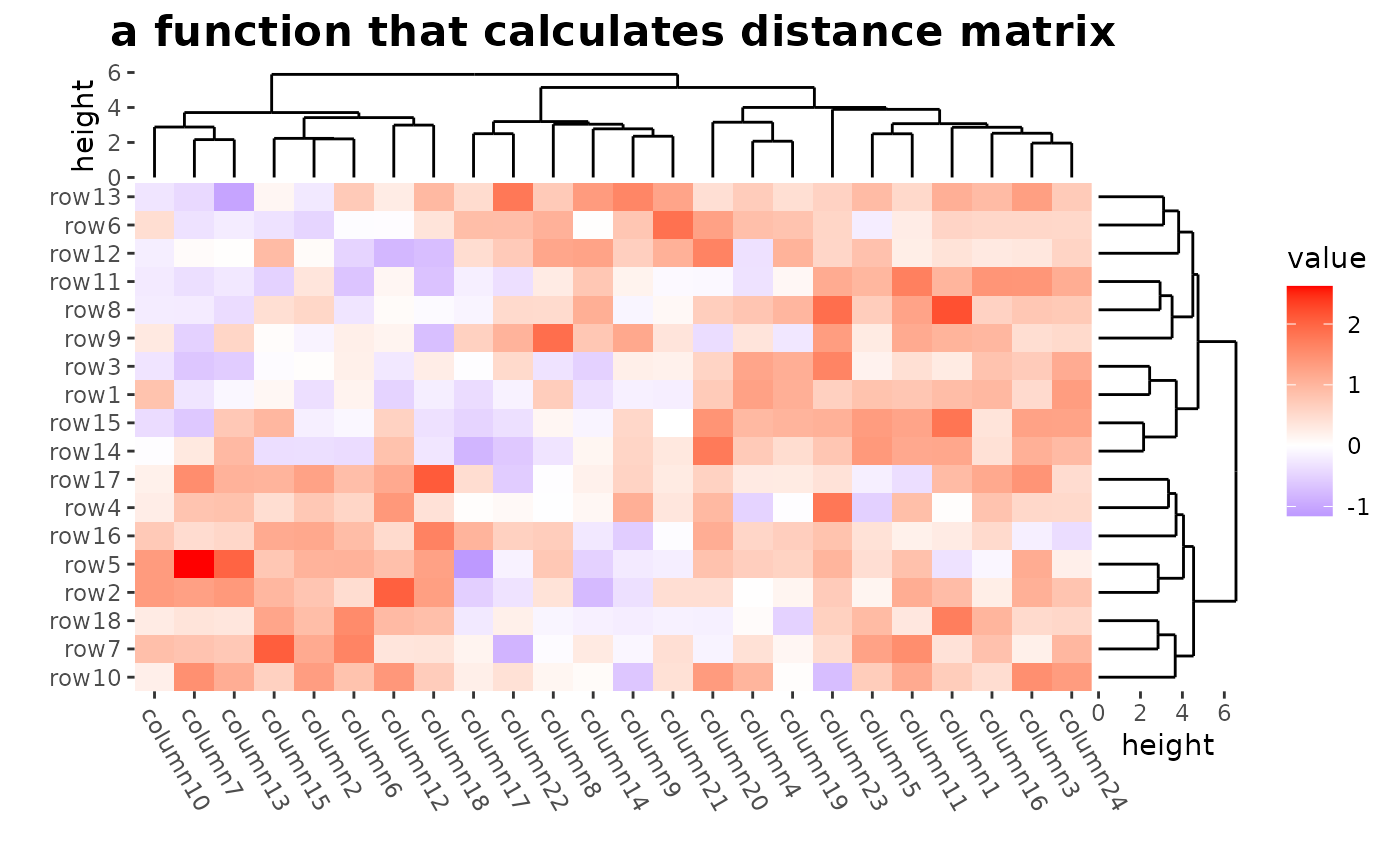 a function that calculates distance matrix
height
6
4
2
0
row13
row6
row12
row11
row8
row9
row3
row1
row15
row14
row17
row4
row16
row5
row2
row18
row7
row10
column10
column7
column13
column15
column2
column6
column12
column18
column17
column22
column8
column14
column9
column21
column20
column4
column19
column23
column5
column11
column1
column16
column3
column24
0 2 4 6
height
value
2
1
0
-1